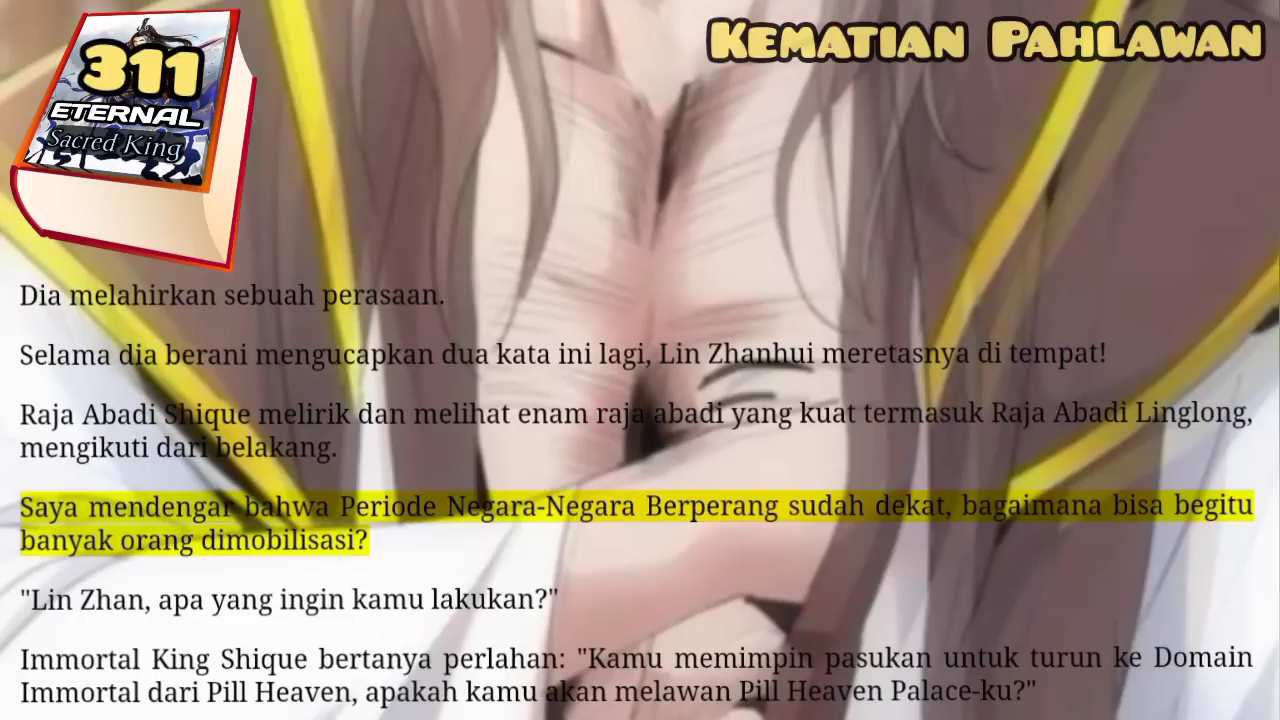 311
ETERNAL
Sacred King
KEMATIAN PAHLAWAN
Dia melahirkan sebuah perasaan.
Selama dia berani mengucapkan dua kata ini lagi, Lin Zhanhui meretasnya di tempat!
Raja Abadi Shique melirik dan melihat enam raja abadi yang kuat termasuk Raja Abadi Linglong,
mengikuti dari belakang.
Saya mendengar bahwa Periode Negara-Negara Berperang sudah dekat, bagaimana bisa begitu
banyak orang dimobilisasi?
"Lin Zhan, apa yang ingin kamu lakukan?"
Immortal King Shique bertanya perlahan: "Kamu memimpin pasukan untuk turun ke Domain
Immortal dari Pill Heaven, apakah kamu akan melawan Pill Heaven Palace-ku?"